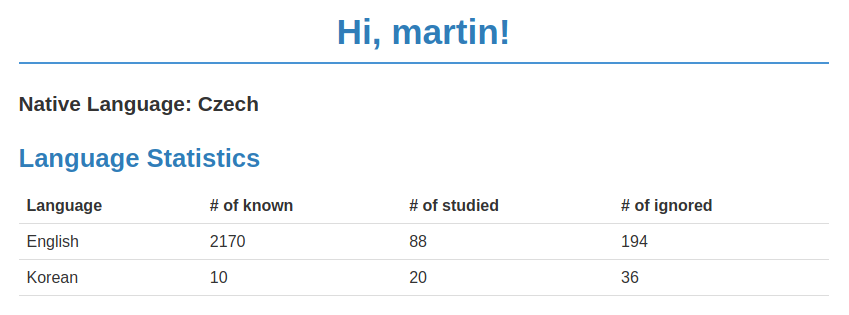 Hi, martin!
Native Language: Czech
Language Statistics
Language # of known # of studied # of ignored
English 2170 88 194
Korean 10 20 36